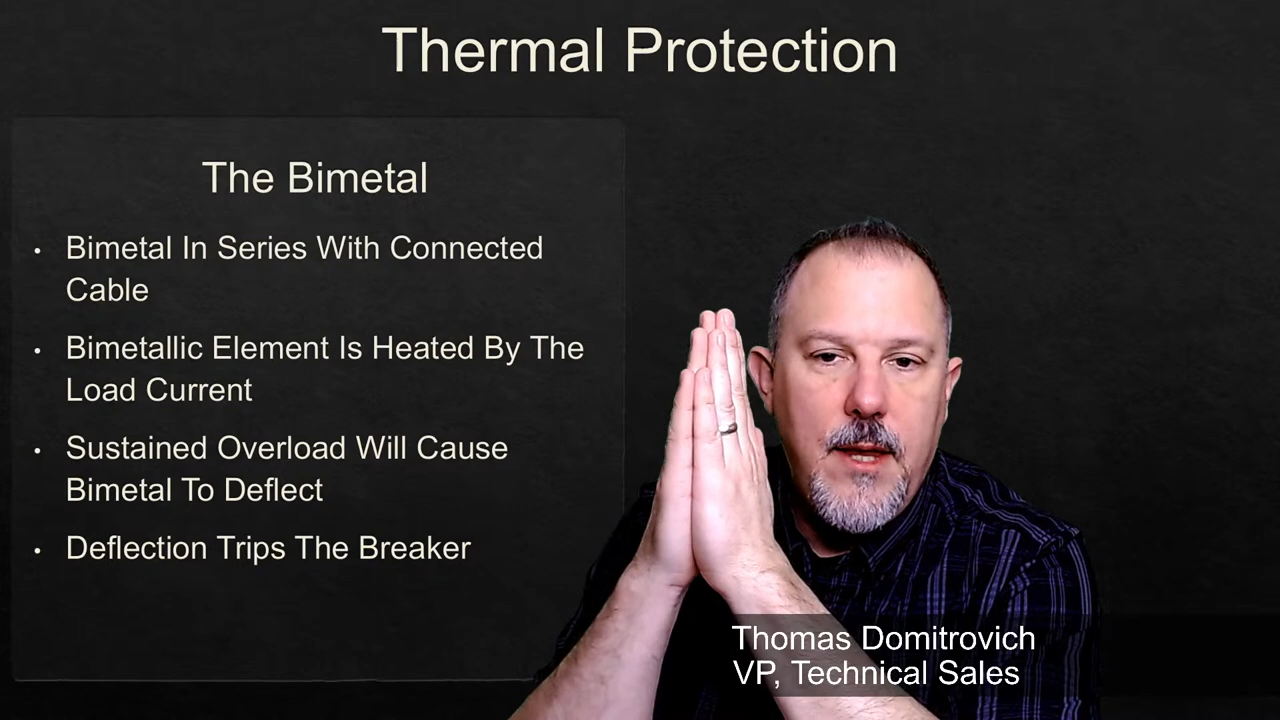 Thermal Protection
The Bimetal
• Bimetal In Series With Connected
Cable
• Bimetallic Element Is Heated By The
Load Current
• Sustained Overload Will Cause
Bimetal To Deflect
• Deflection Trips The Breaker
Thomas Domitrovich
VP, Technical Sales